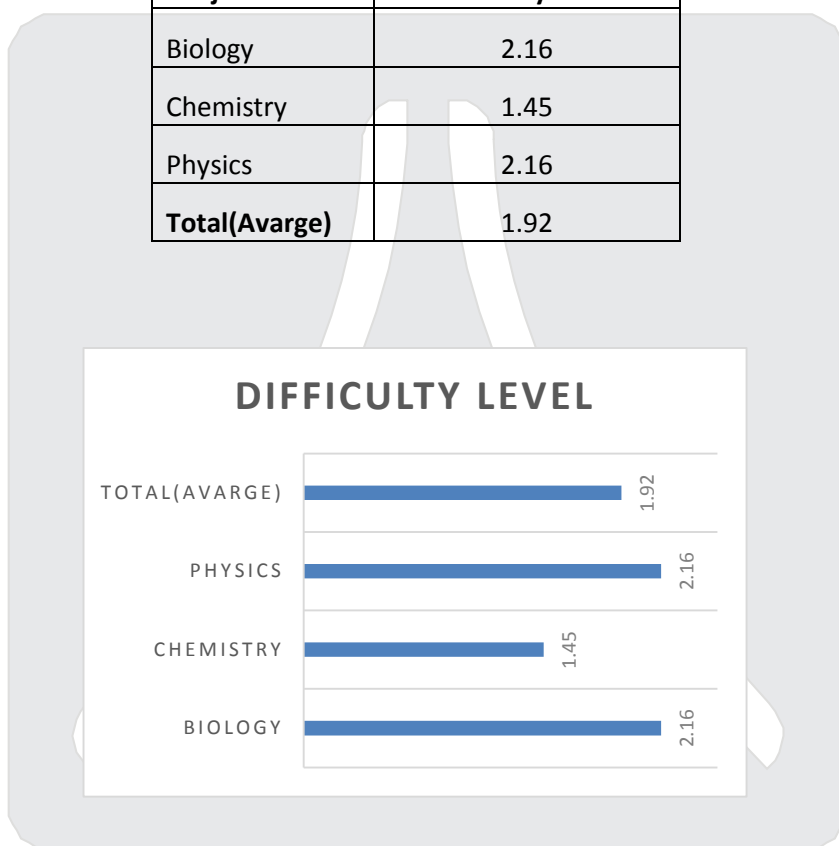 Biology 2.16
Chemistry 1.45
Physics 2.16
Total(Avarge) 1.92
DIFFICULTY LEVEL
TOTAL(AVARGE) 1.92
PHYSICS 2.16
CHEMISTRY 1.45
BIOLOGY 2.16